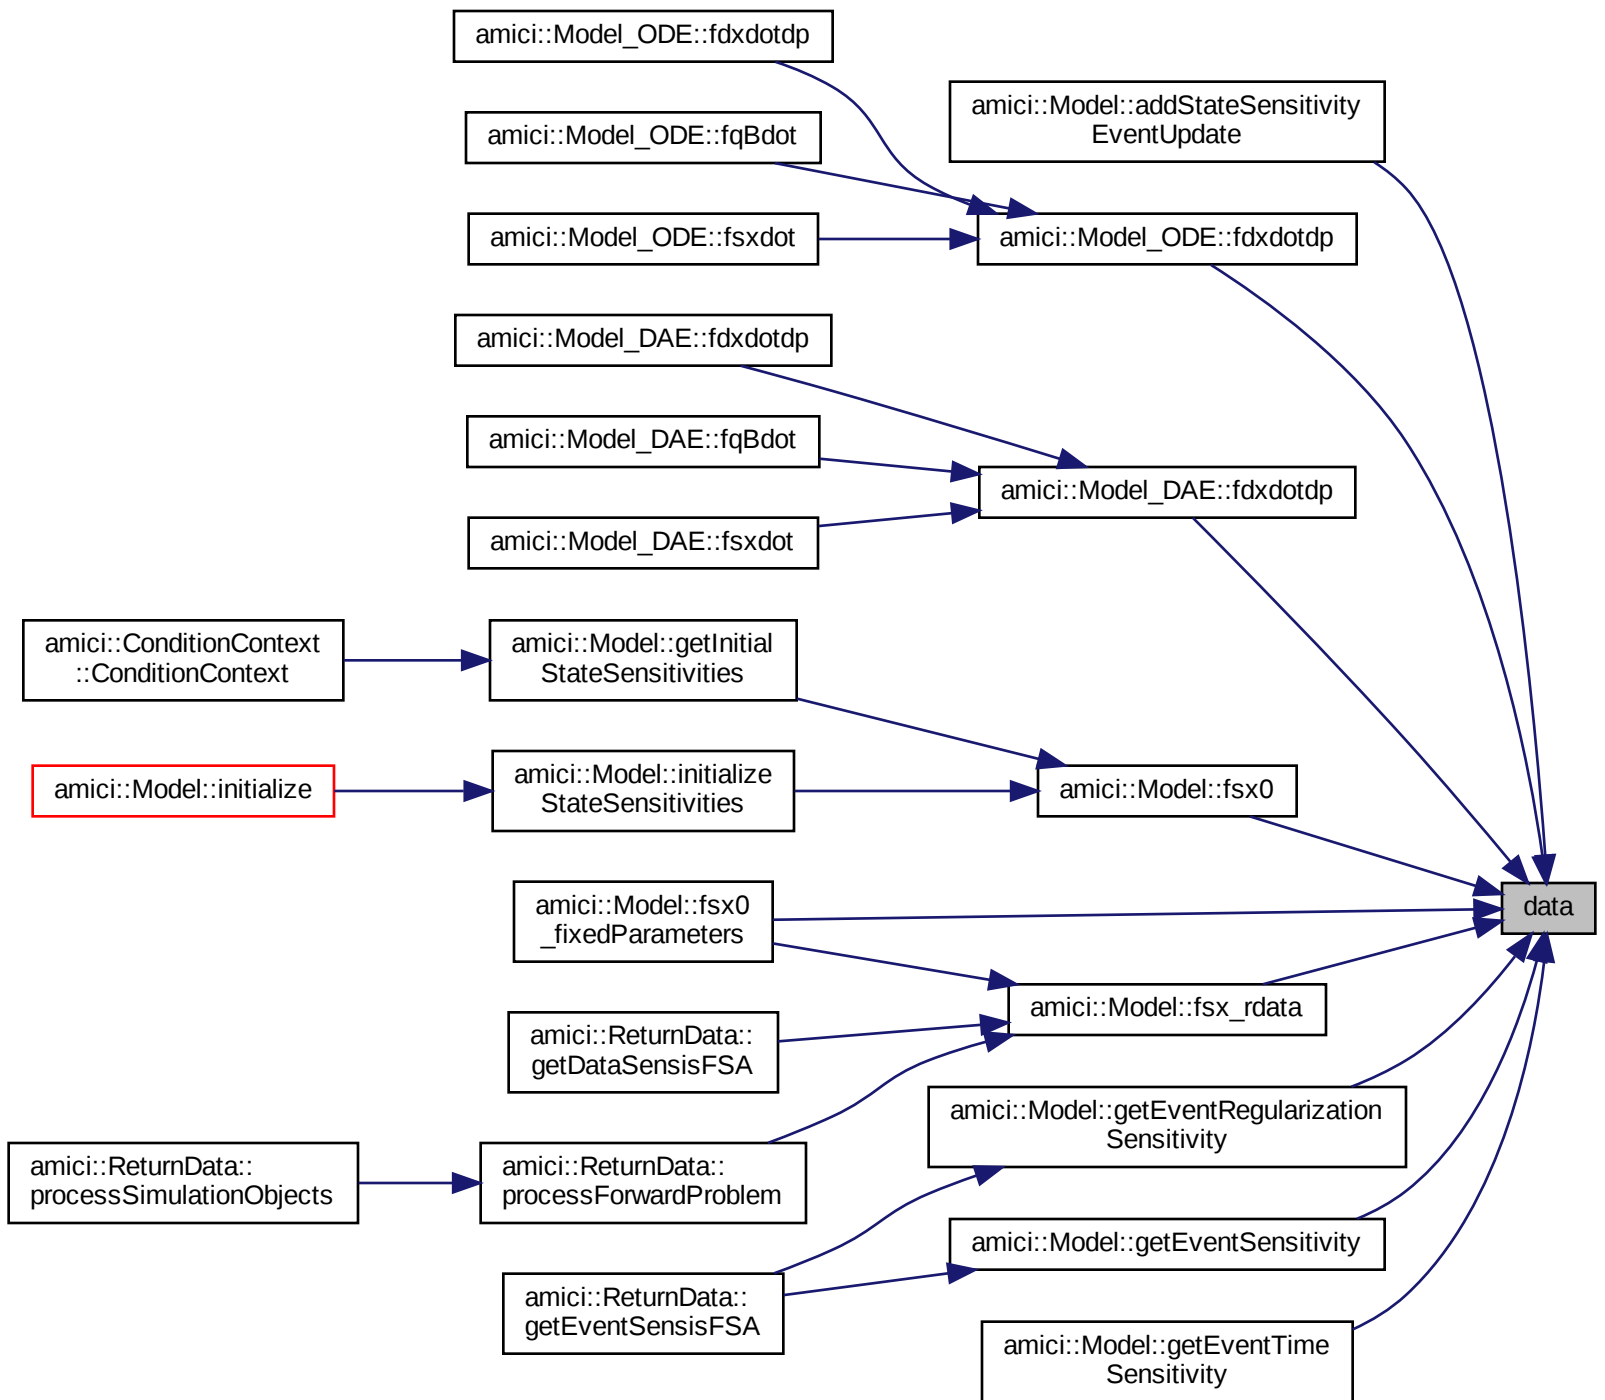 amici::Model_ODE::fdxdotdp
amici::Model::addStateSensitivity
EventUpdate
amici::Model_ODE::fqBdot
amici::Model_ODE::fsxdot
amici::Model_ODE::fdxdotdp
amici::Model_DAE::fdxdotdp
amici::Model_DAE::fqBdot
amici::Model_DAE::fdxdotdp
amici::Model_DAE::fsxdot
amici::ConditionContext
::ConditionContext
amici::Model::getInitial
StateSensitivities
amici::Model::initialize
amici::Model::initialize
StateSensitivities
amici::Model::fsx0
amici::Model::fsx0
_fixedParameters
data
amici::Model::fsx_rdata
amici::ReturnData::
getDataSensisFSA
amici::Model::getEventRegularization
Sensitivity
amici::ReturnData::
processSimulationObjects
amici::ReturnData::
processForwardProblem
amici::Model::getEventSensitivity
amici::ReturnData::
getEventSensisFSA
amici::Model::getEventTime
Sensitivity